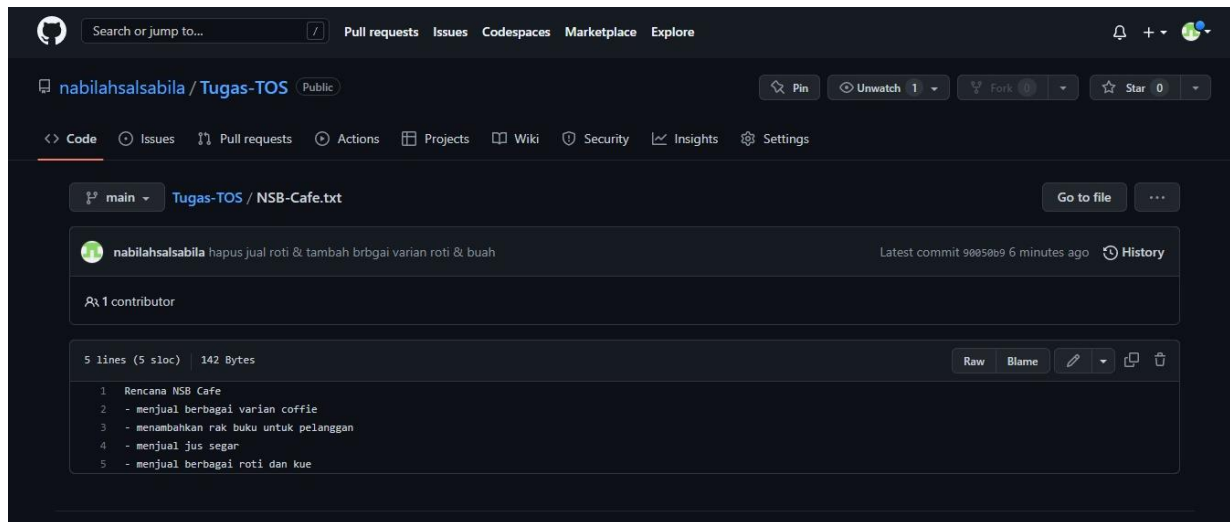 Search or jump to... / Pull requests Issues Codespaces Marketplace Explore
nabilahsalsabila / Tugas-TOS Public Pin Unwatch 1 Fork 0 Star 0
Code Issues Pull requests Actions Projects Wiki Security Insights Settings
main Tugas-TOS / NSB-Cafe.txt Go to file ...
nabilahsalsabila hapus jual roti & tambah brbgai varian roti & buah Latest commit 90050b9 6 minutes ago History
1 contributor
5 lines (5 sloc) 142 Bytes Raw Blame
1 Rencana NSB Cafe
2 - menjual berbagai varian coffie
3 - menambahkan rak buku untuk pelanggan
4 - menjual jus segar
5 - menjual berbagai roti dan kue